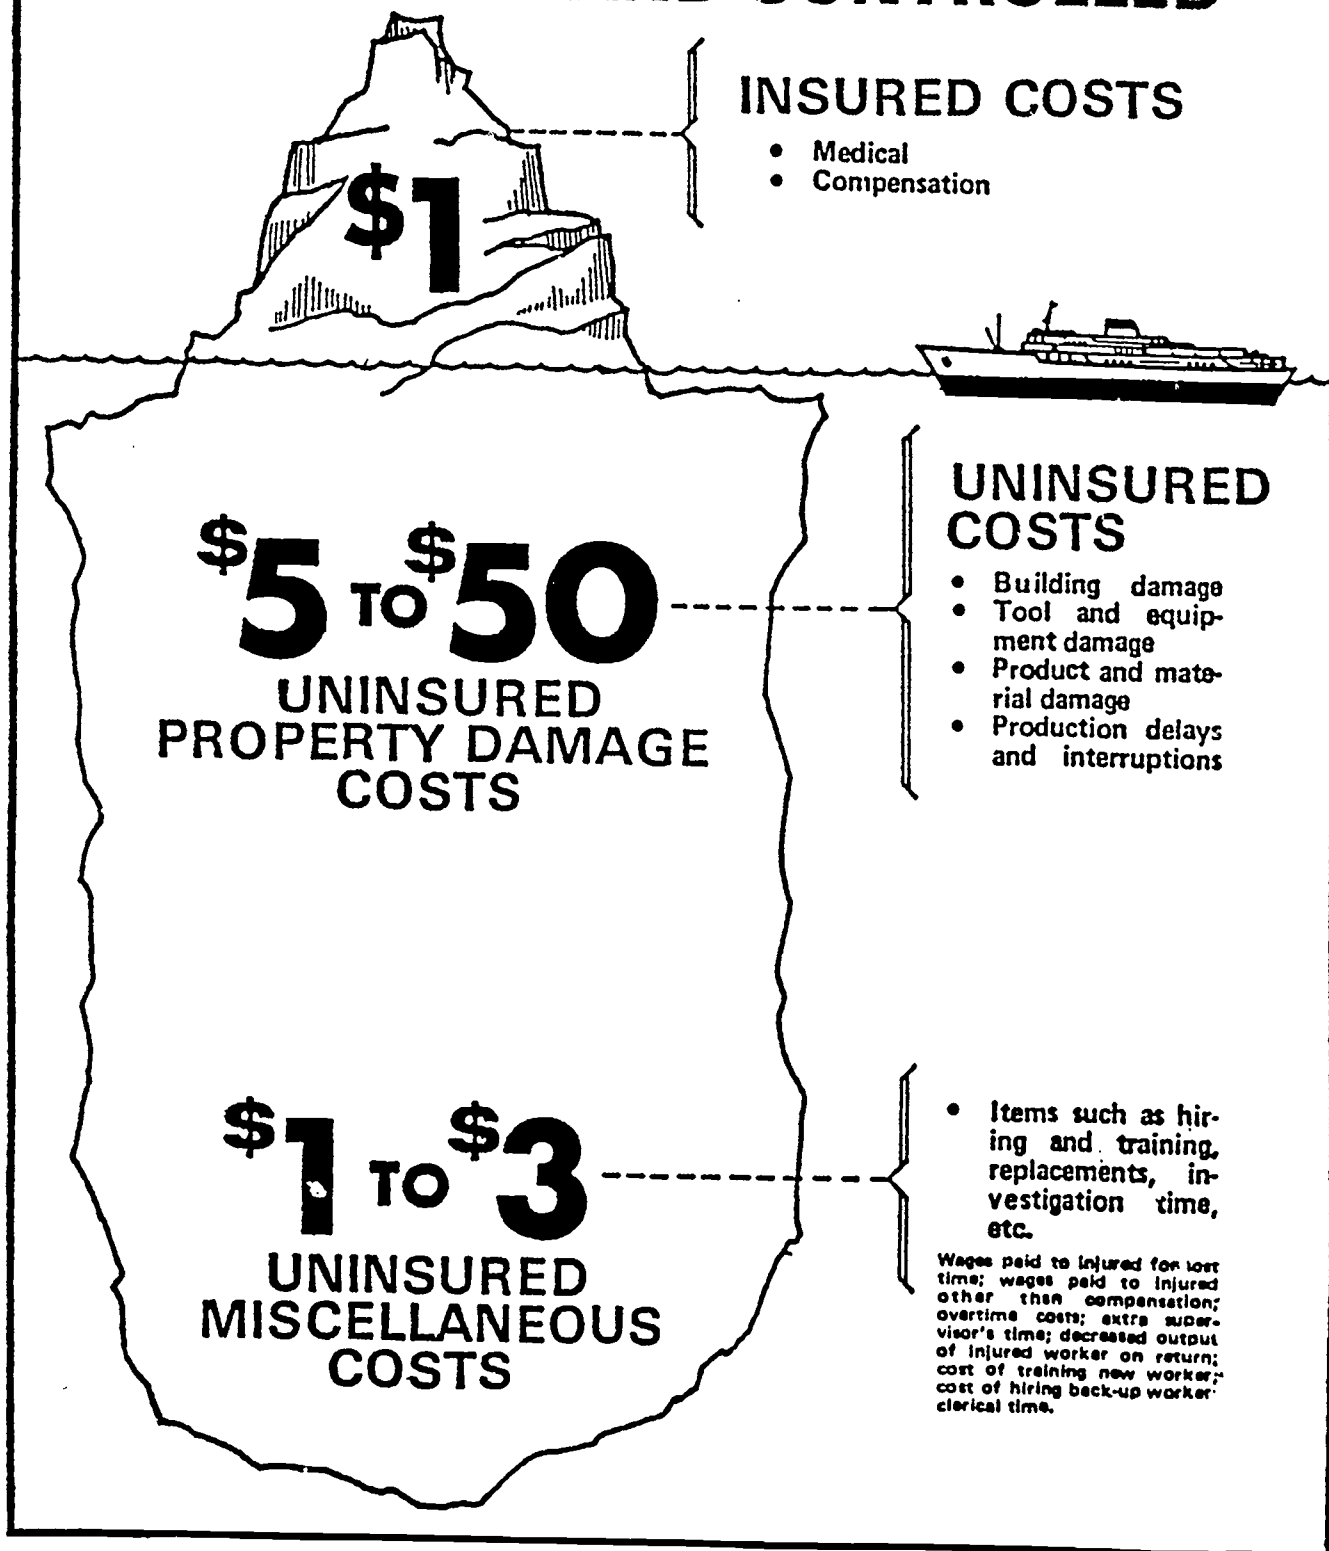 CONTROLLED
INSURED COSTS
• Medical
• Compensation
$1
UNINSURED
COSTS
• Building damage
• Tool and equip-
ment damage
• Product and mate-
rial damage
• Production delays
and interruptions
$5 TO $50
UNINSURED
PROPERTY DAMAGE
COSTS
$1 TO $3
UNINSURED
MISCELLANEOUS
COSTS
• Items such as hir-
ing and training,
replacements, in-
vestigation time,
etc.
Wages paid to injured for lost
time; wages paid to injured
other than compensation;
overtime costs; extra super-
visor's time; decreased output
of injured worker on return;
cost of training new worker;
cost of hiring back-up worker
clerical time.